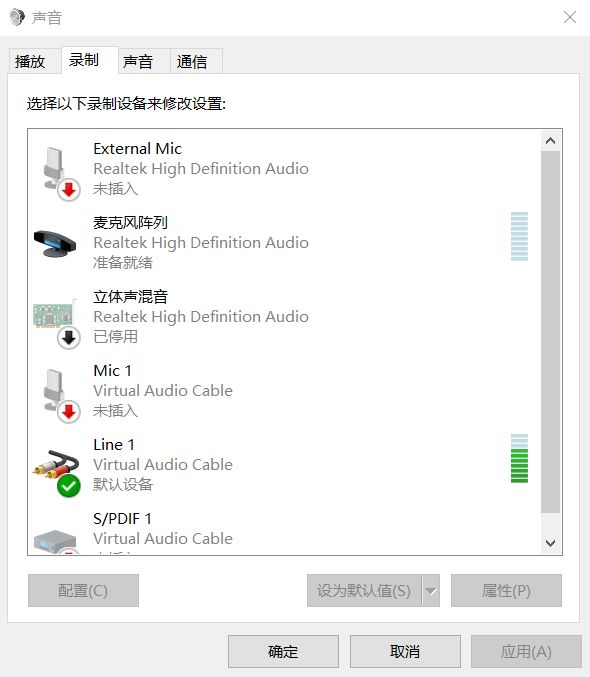 声音
播放
录制
声音
通信
选择以下录制设备来修改设置:
External Mic
Realtek High Definition Audio
未插入
麦克风阵列
Realtek High Definition Audio
准备就绪
立体声混音
Realtek High Definition Audio
已停用
Mic 1
Virtual Audio Cable
未插入
Line 1
Virtual Audio Cable
默认设备
S/PDIF 1
Virtual Audio Cable
配置(C)
设为默认值(S)
属性(P)
确定
取消
应用(A)